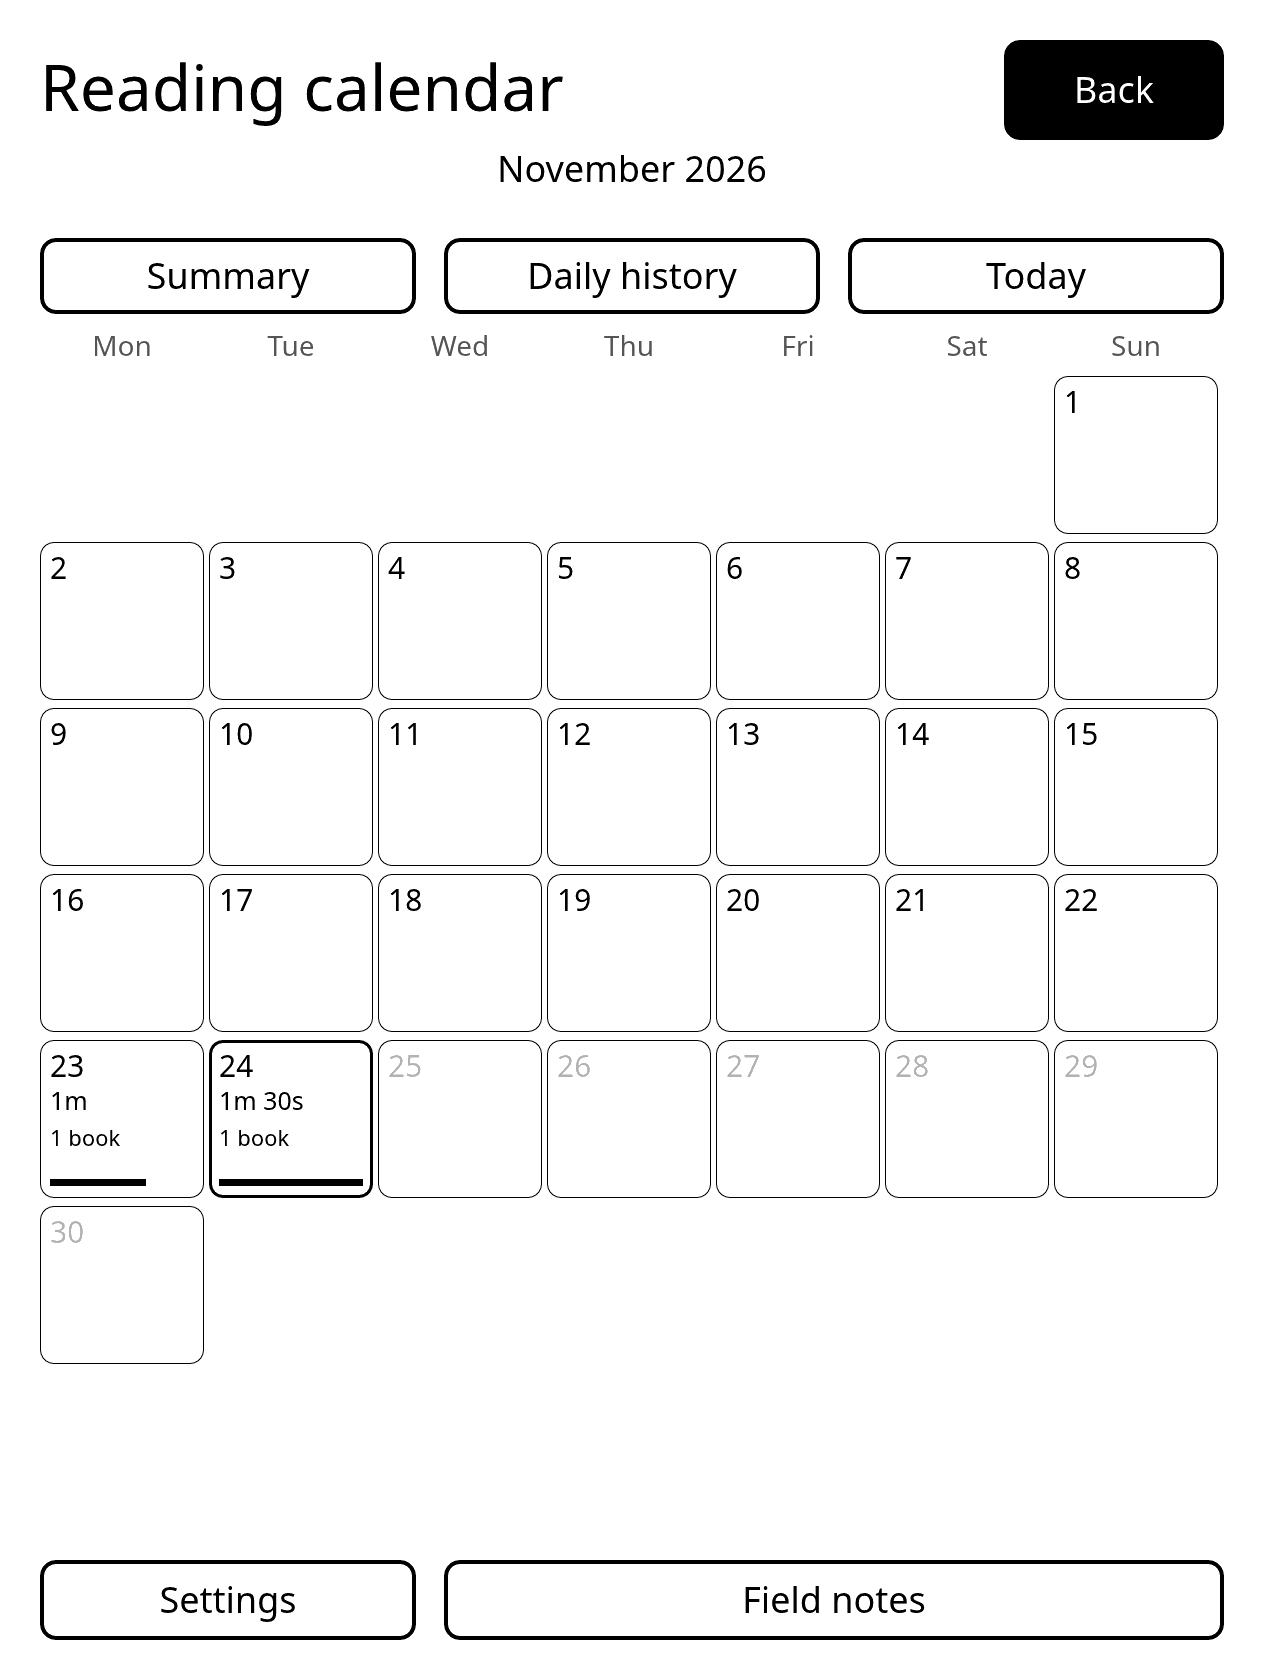 Reading calendar
Back
November 2026
Summary
Daily history
Today
Mon Tue Wed Thu Fri Sat Sun
1
2 3 4 5 6 7 8
9 10 11 12 13 14 15
16 17 18 19 20 21 22
23 24 25 26 27 28 29
1m 1m 30s
1 book 1 book
30
Settings
Field notes